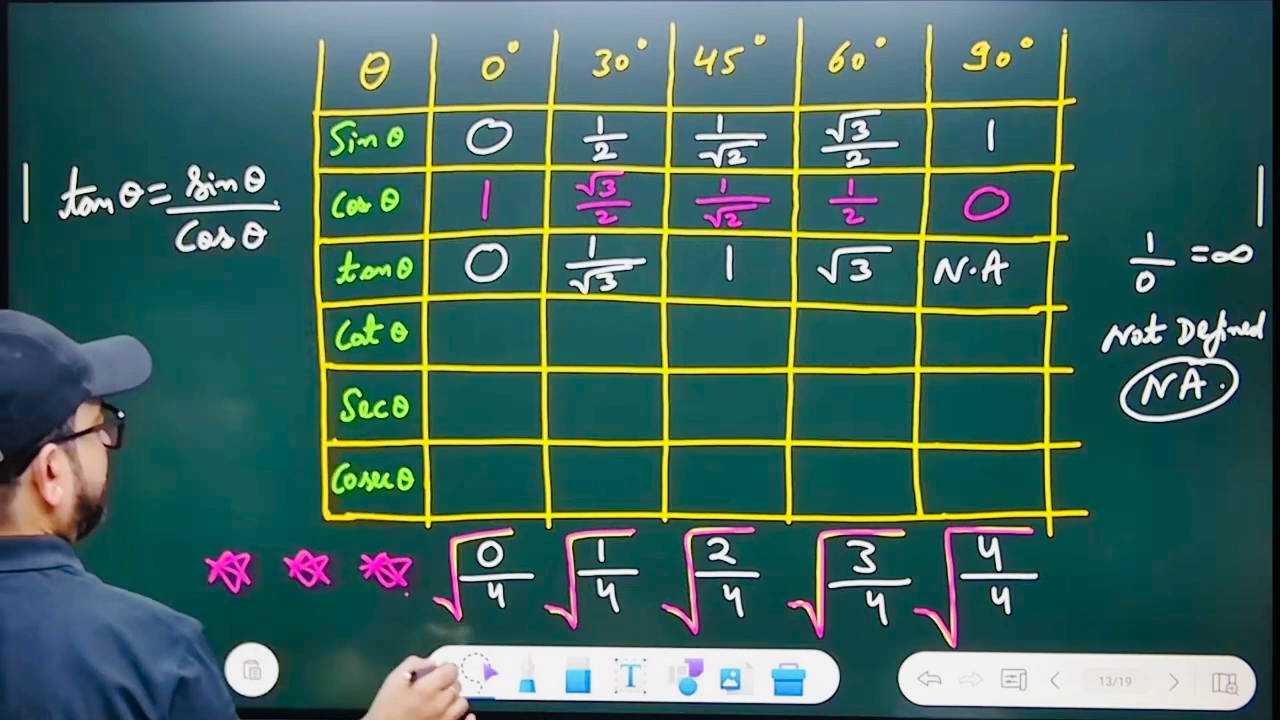 θ 0° 30° 45° 60° 90°
Sin θ 0 1/2 1/√2 √3/2 1
Cos θ 1 √3/2 1/√2 1/2 0
tan θ 0 1/√3 1 √3 N.A
Cot θ
Sec θ
Cosec θ
√0/4 √1/4 √2/4 √3/4 √4/4
tan θ = sin θ/Cos θ
1/0 = ∞
Not Defined
NA.
T
13/19